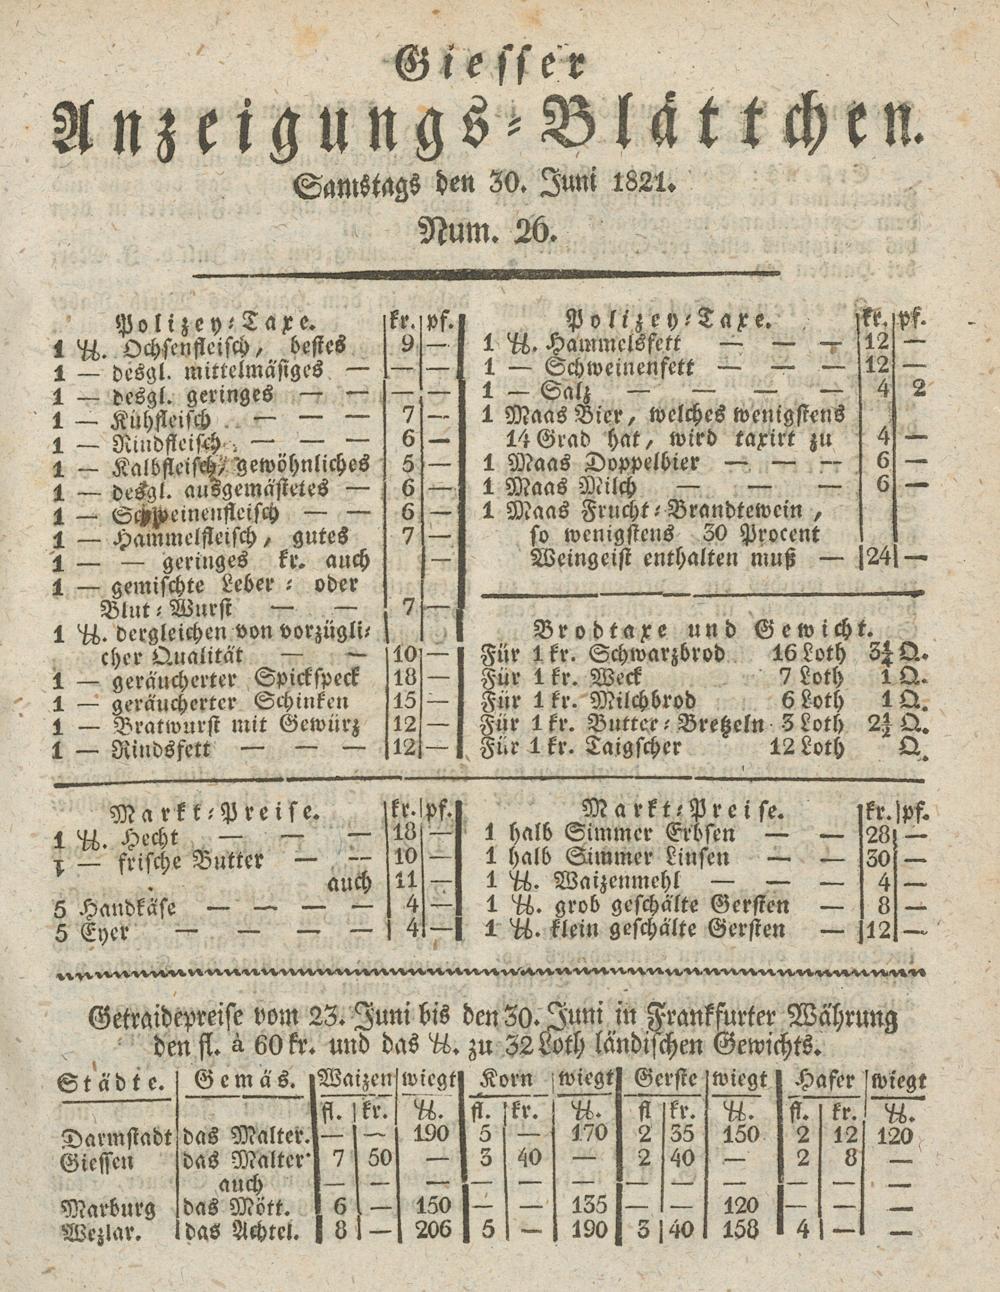 Giesser
Anzeigungs-Blättchen.
Samstags den 30. Juni 1821.
Num. 26.
Polizey-Taxe. kr. pf.
1 ℔. Ochsenfleisch, bestes 9 —
1 — desgl. mittelmäsiges — — —
1 — desgl. geringes — — — —
1 — Kühfleisch — — — 7 —
1 — Rindfleisch — — — 6 —
1 — Kalbfleisch, gewöhnliches 5 —
1 — desgl. ausgemästetes — 6 —
1 — Schweinenfleisch — — 6 —
1 — Hammelfleisch, gutes 7 —
1 — — geringes kr. auch —
1 — gemischte Leber- oder
Blut-Wurst — — 7 —
1 ℔. dergleichen von vorzügli-
cher Qualität — — 10 —
1 — geräucherter Spickspeck 18 —
1 — geräucherter Schinken 15 —
1 — Bratwurst mit Gewürz 12 —
1 — Rindsfett — — — 12 —
Polizey-Taxe. kr. pf.
1 ℔. Hammelsfett — — — 12 —
1 — Schweinenfett — — — 12 —
1 — Salz — — — — 4 2
1 Maas Bier, welches wenigstens
14 Grad hat, wird taxirt zu 4 —
1 Maas Doppelbier — — — 6 —
1 Maas Milch — — — 6 —
1 Maas Frucht-Brandtewein,
so wenigstens 30 Procent
Weingeist enthalten muß — 24 —
Brodtaxe und Gewicht.
Für 1 kr. Schwarzbrod 16 Loth 3¼ Q.
Für 1 kr. Weck 7 Loth 1 Q.
Für 1 kr. Milchbrod 6 Loth 1 Q.
Für 1 kr. Butter-Bretzeln 3 Loth 2½ Q.
Für 1 kr. Taigscher 12 Loth Q.
Markt-Preise. kr. pf.
1 ℔. Hecht — — — 18 —
1 — frische Butter — — 10 —
auch 11 —
5 Handkäse — — — — 4 —
5 Eyer — — — — 4 —
Markt-Preise. kr. pf.
1 halb Simmer Erbsen — — 28 —
1 halb Simmer Linsen — — 30 —
1 ℔. Waizenmehl — — — 4 —
1 ℔. grob geschälte Gersten — 8 —
1 ℔. klein geschälte Gersten — 12 —
Getraidepreise vom 23. Juni bis den 30. Juni in Frankfurter Währung
den fl. à 60 kr. und das ℔. zu 32 Loth ländischen Gewichts.
Städte. Gemäs. Waizen wiegt Korn wiegt Gerste wiegt Hafer wiegt
fl. kr. ℔. fl. kr. ℔. fl kr. ℔. fl. kr. ℔.
Darmstadt das Malter. — — 190 5 — 170 2 35 150 2 12 120
Giessen das Malter 7 50 — 3 40 — 2 40 — 2 8 —
auch — — — — — — — — — — — —
Marburg das Mött. 6 — 150 — — 135 — — 120 — — —
Wezlar. das Achtel. 8 — 206 5 — 190 3 40 158 4 — —